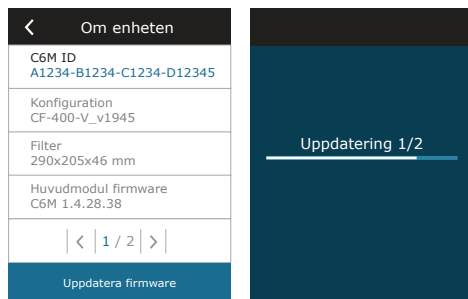 Om enheten
C6M ID
A1234-B1234-C1234-D12345
Konfiguration
CF-400-V_v1945
Filter
290x205x46 mm
Huvudmodul firmware
C6M 1.4.28.38
1 / 2
Uppdatera firmware
Uppdatering 1/2